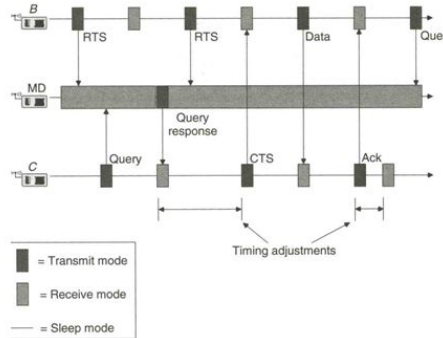 B
RTS
RTS
Data
Que
MD
Query
response
C
Query
CTS
Ack
Timing adjustments
= Transmit mode
= Receive mode
= Sleep mode